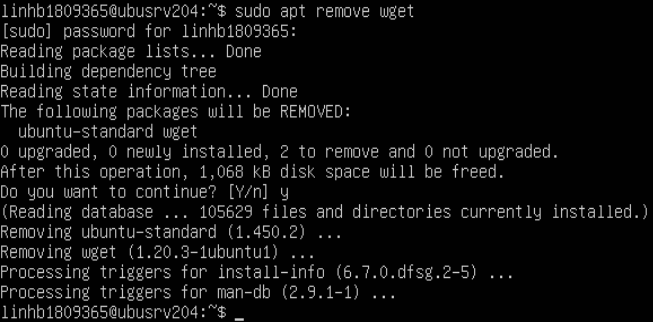 linhb1809365@ubusrv204:~$ sudo apt remove wget
[sudo] password for linhb1809365:
Reading package lists... Done
Building dependency tree
Reading state information... Done
The following packages will be REMOVED:
  ubuntu-standard wget
0 upgraded, 0 newly installed, 2 to remove and 0 not upgraded.
After this operation, 1,068 kB disk space will be freed.
Do you want to continue? [Y/n] y
(Reading database ... 105629 files and directories currently installed.)
Removing ubuntu-standard (1.450.2) ...
Removing wget (1.20.3-1ubuntu1) ...
Processing triggers for install-info (6.7.0.dfsg.2-5) ...
Processing triggers for man-db (2.9.1-1) ...
linhb1809365@ubusrv204:~$ _